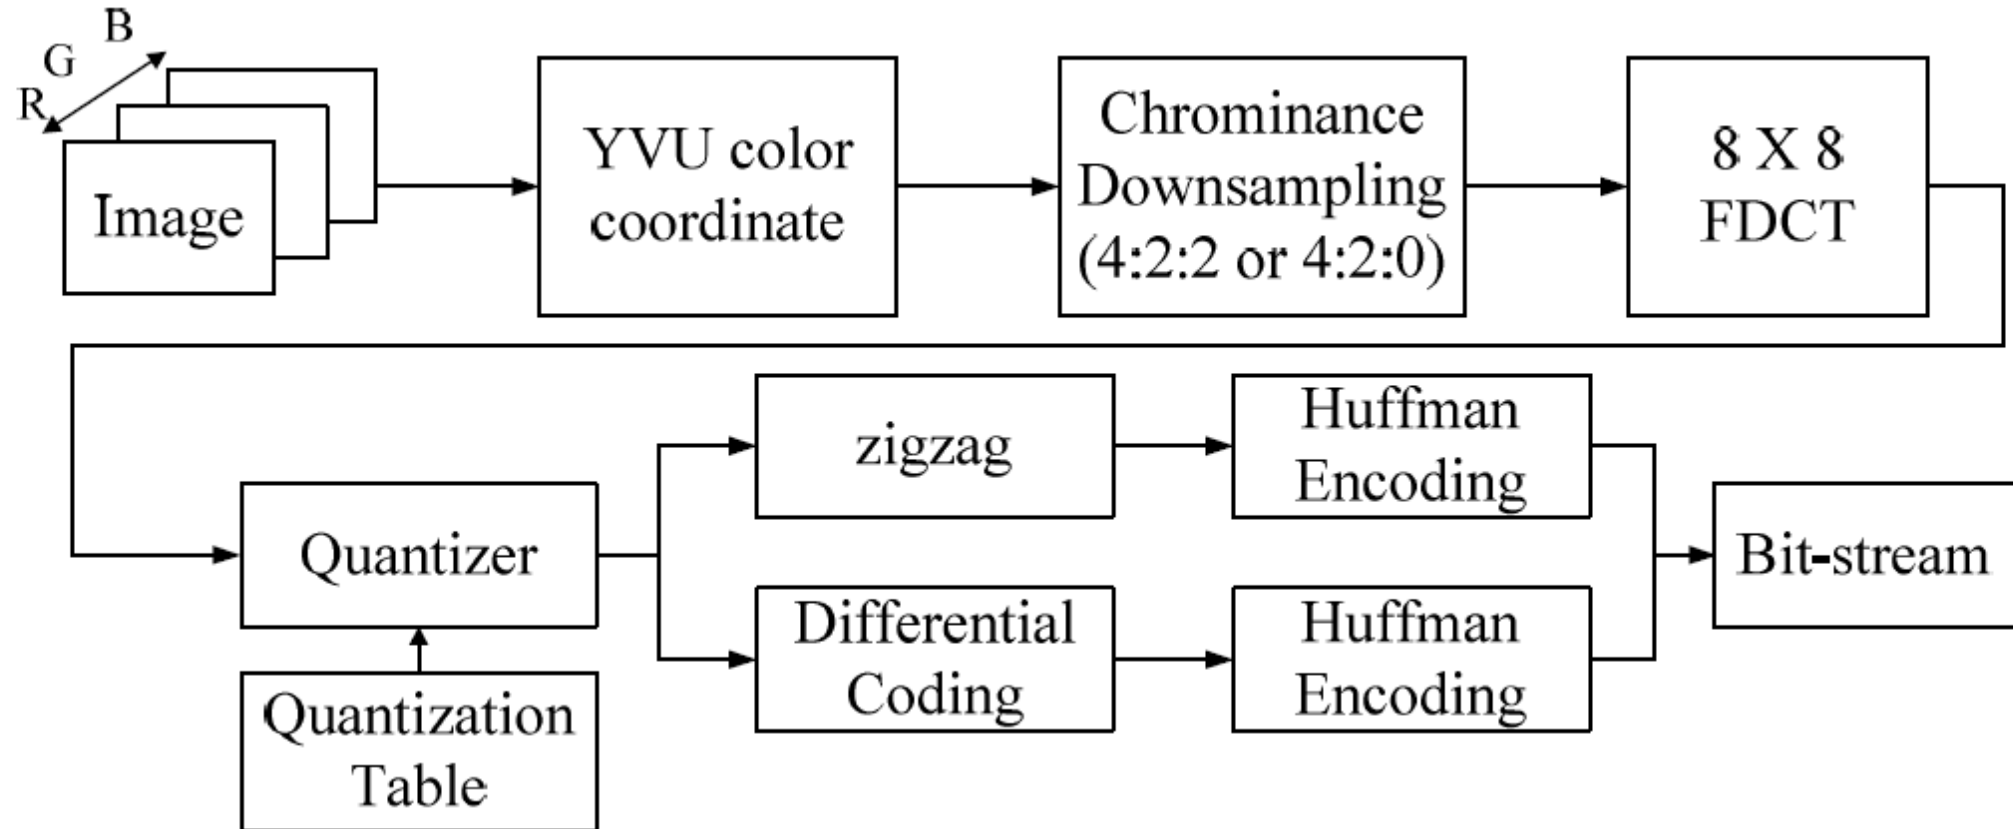 B
G
R
Image
YVU color
coordinate
Chrominance
Downsampling
(4:2:2 or 4:2:0)
8 X 8
FDCT
Quantizer
Quantization
Table
zigzag
Differential
Coding
Huffman
Encoding
Huffman
Encoding
Bit-stream